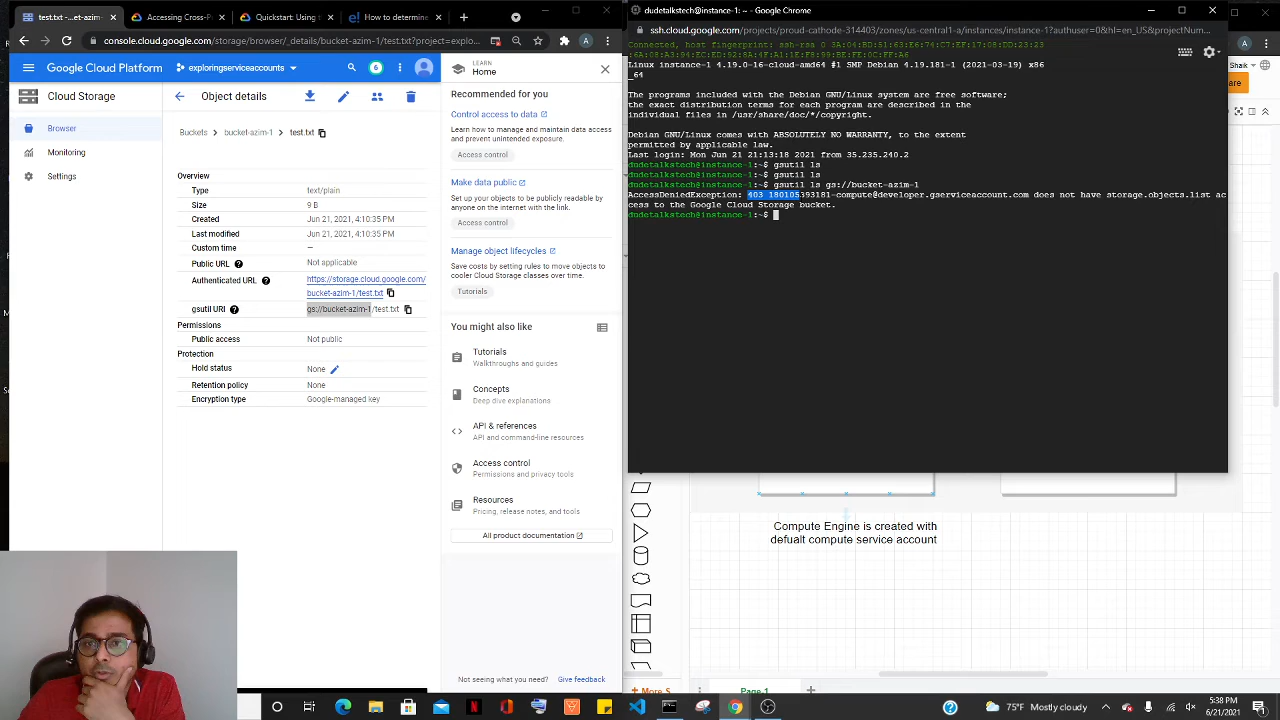 test.txt
Accessing Cross-P
Quickstart: Using t
How to determine
console.cloud.google.com/storage/browser/_details/bucket-azim-1/test.txt?project=explo...
Google Cloud Platform
exploringserviceaccounts
6
Cloud Storage
Object details
Browser
Monitoring
Settings
Buckets
bucket-azim-1
test.txt
Overview
Type text/plain
Size 9 B
Created Jun 21, 2021, 4:10:35 PM
Last modified Jun 21, 2021, 4:10:35 PM
Custom time —
Public URL Not applicable
Authenticated URL https://storage.cloud.google.com/
bucket-azim-1/test.txt
gsutil URI gs://bucket-azim-1/test.txt
Permissions
Public access Not public
Protection
Hold status None
Retention policy None
Encryption type Google-managed key
LEARN
Home
Recommended for you
Control access to data
Learn how to manage and maintain data access
and prevent unintended exposure.
Access control
Make data public
Set up your objects to be publicly readable by
anyone on the internet with the link.
Access control
Manage object lifecycles
Save costs by setting rules to move objects to
cooler Cloud Storage classes over time.
Tutorials
You might also like
Tutorials
Walkthroughs and guides
Concepts
Deep dive explanations
API & references
API and command-line resources
Access control
Permissions and privacy tools
Resources
Pricing, release notes, and tools
All product documentation
Not seeing what you need? Give feedback
dudetalkstech@instance-1: ~ - Google Chrome
ssh.cloud.google.com/projects/proud-cathode-314403/zones/us-central1-a/instances/instance-1?authuser=0&hl=en_US&projectNu...
Linux instance-1 4.19.0-16-cloud-amd64 #1 SMP Debian 4.19.181-1 (2021-03-19) x86
_64
The programs included with the Debian GNU/Linux system are free software;
the exact distribution terms for each program are described in the
individual files in /usr/share/doc/*/copyright.
Debian GNU/Linux comes with ABSOLUTELY NO WARRANTY, to the extent
permitted by applicable law.
Last login: Mon Jun 21 21:13:18 2021 from 35.235.240.2
dudetalkstech@instance-1:~$ gsutil ls
dudetalkstech@instance-1:~$ gsutil ls
dudetalkstech@instance-1:~$ gsutil ls gs://bucket-azim-1
AccessDeniedException: 403 180105393181-compute@developer.gserviceaccount.com does not have storage.objects.list ac
cess to the Google Cloud Storage bucket.
dudetalkstech@instance-1:~$
Shak
Compute Engine is created with
defualt compute service account
+ More S
Page-1
75°F Mostly cloudy
5:38 PM
6/21/2021